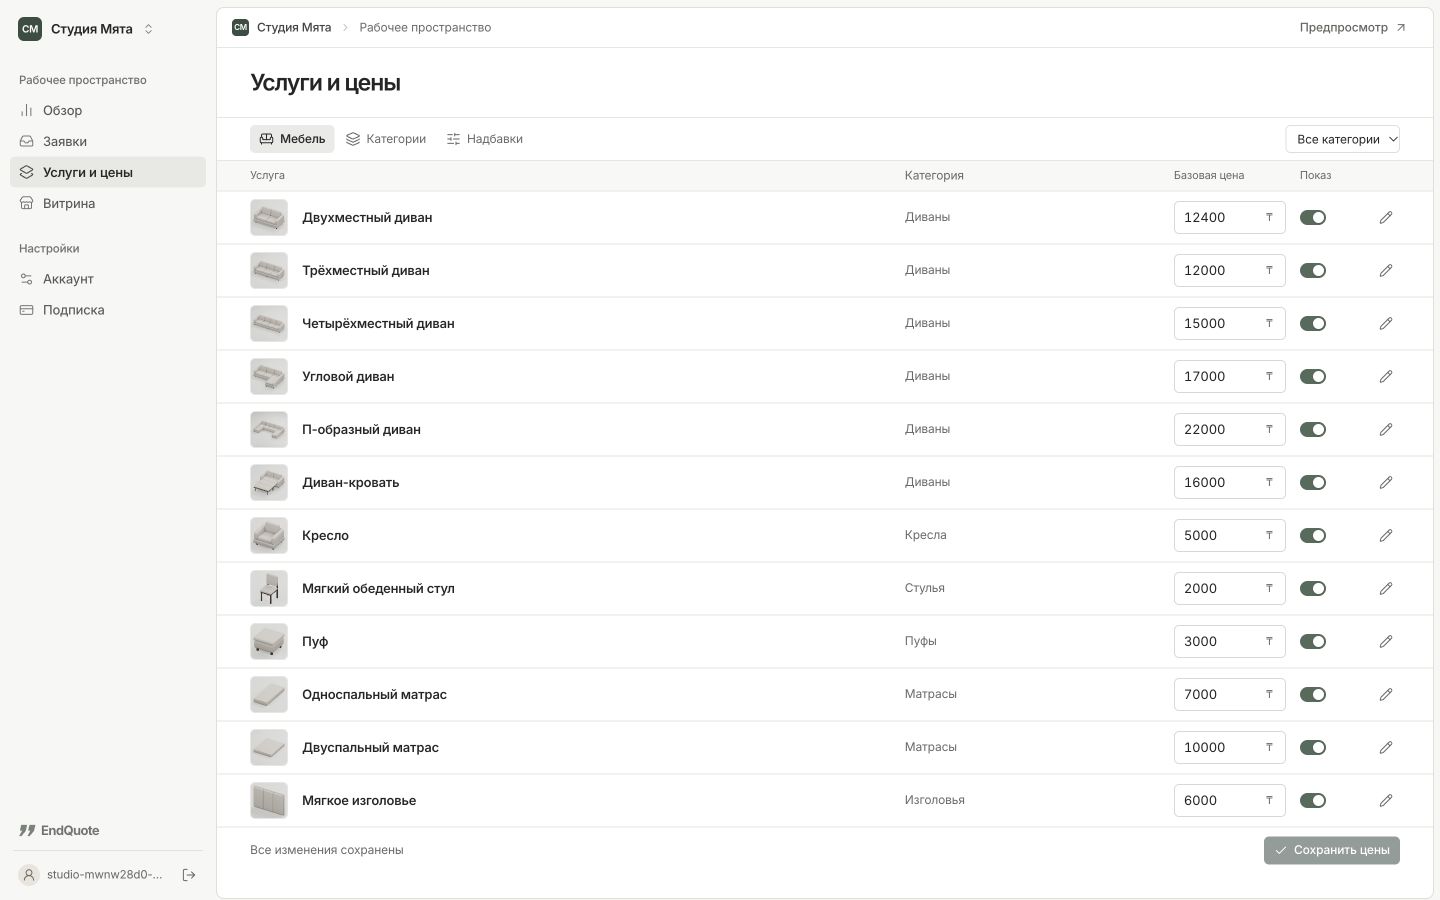 СМ Студия Мята
Рабочее пространство
Обзор
Заявки
Услуги и цены
Витрина
Настройки
Аккаунт
Подписка
EndQuote
studio-mwnw28d0-...
СМ Студия Мята Рабочее пространство Предпросмотр
Услуги и цены
Мебель Категории Надбавки Все категории
Услуга Категория Базовая цена Показ
Двухместный диван Диваны 12400 ₸
Трёхместный диван Диваны 12000 ₸
Четырёхместный диван Диваны 15000 ₸
Угловой диван Диваны 17000 ₸
П-образный диван Диваны 22000 ₸
Диван-кровать Диваны 16000 ₸
Кресло Кресла 5000 ₸
Мягкий обеденный стул Стулья 2000 ₸
Пуф Пуфы 3000 ₸
Односпальный матрас Матрасы 7000 ₸
Двуспальный матрас Матрасы 10000 ₸
Мягкое изголовье Изголовья 6000 ₸
Все изменения сохранены Сохранить цены